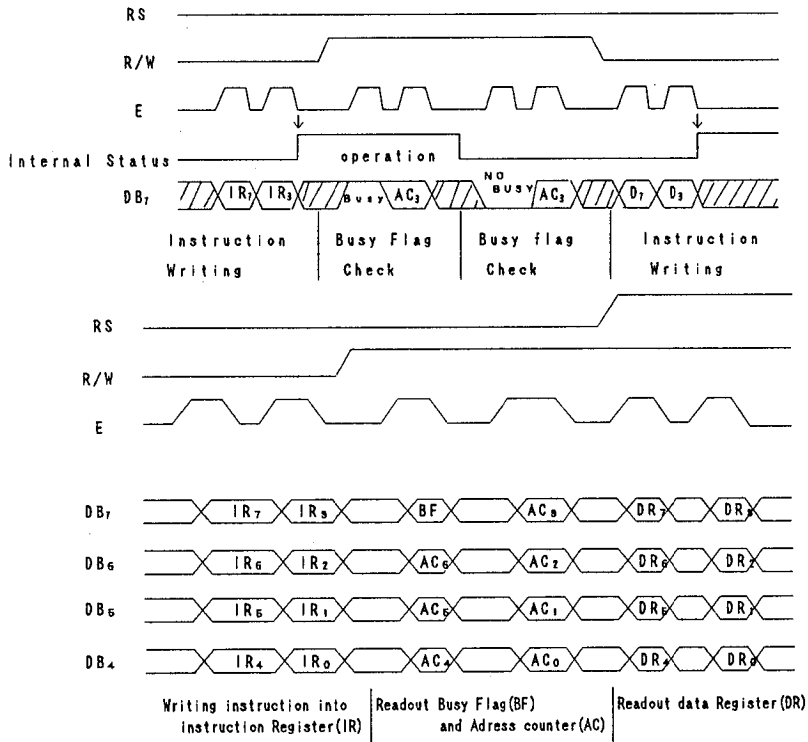 RS
R/W
E
Internal Status operation
DB₇ IR₇ IR₃ Busy AC₃ NO BUSY AC₃ D₇ D₃
Instruction Busy Flag Busy flag Instruction
Writing Check Check Writing
RS
R/W
E
DB₇ IR₇ IR₃ BF AC₃ DR₇ DR₃
DB₆ IR₆ IR₂ AC₆ AC₂ DR₆ DR₂
DB₅ IR₅ IR₁ AC₅ AC₁ DR₅ DR₁
DB₄ IR₄ IR₀ AC₄ AC₀ DR₄ DR₀
Writing instruction into Readout Busy Flag(BF) Readout data Register(DR)
instruction Register(IR) and Adress counter(AC)